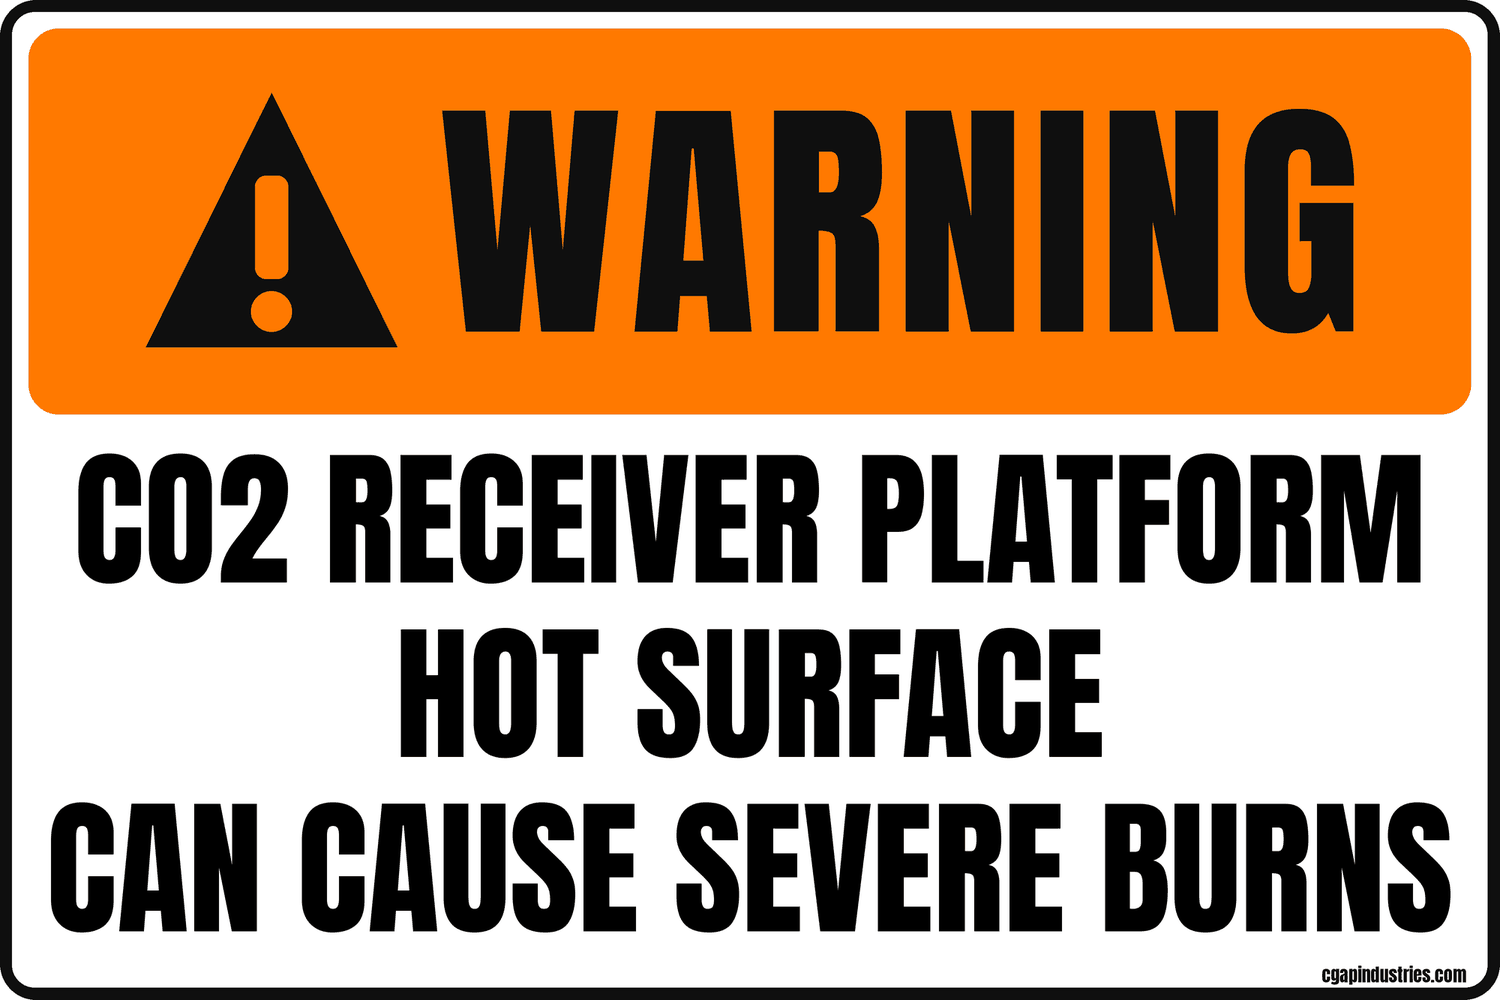 WARNING
CO2 RECEIVER PLATFORM
HOT SURFACE
CAN CAUSE SEVERE BURNS
cgapindustries.com